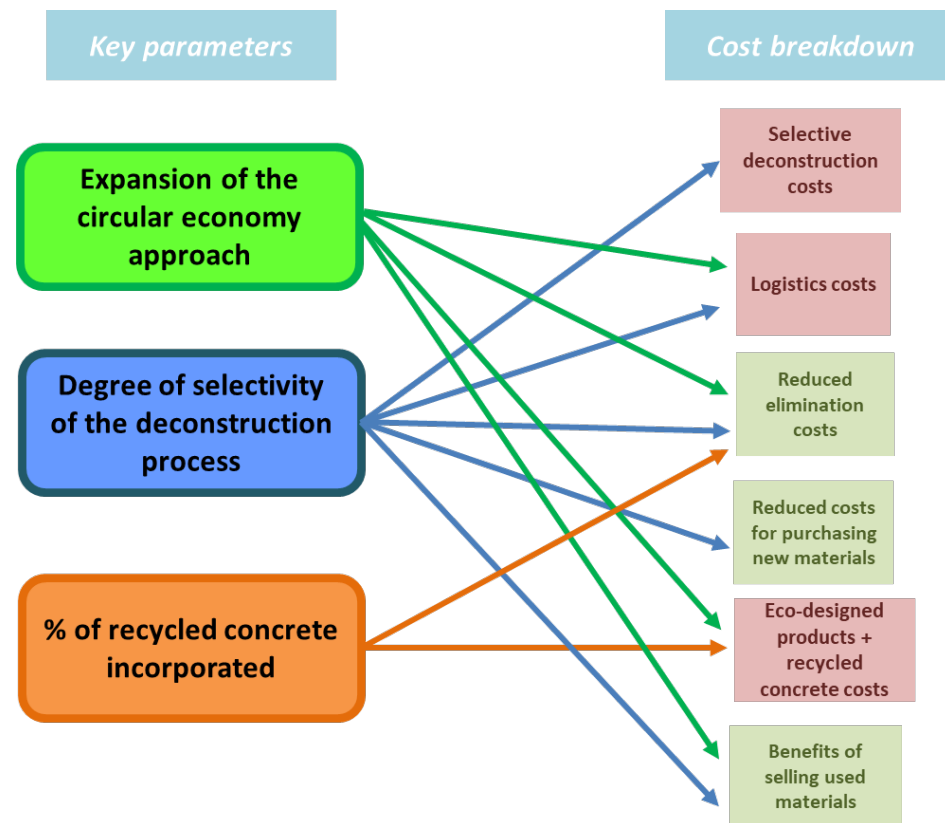 Key parameters
Cost breakdown
Expansion of the
circular economy
approach
Degree of selectivity
of the deconstruction
process
% of recycled concrete
incorporated
Selective
deconstruction
costs
Logistics costs
Reduced
elimination
costs
Reduced costs
for purchasing
new materials
Eco-designed
products +
recycled
concrete costs
Benefits of
selling used
materials